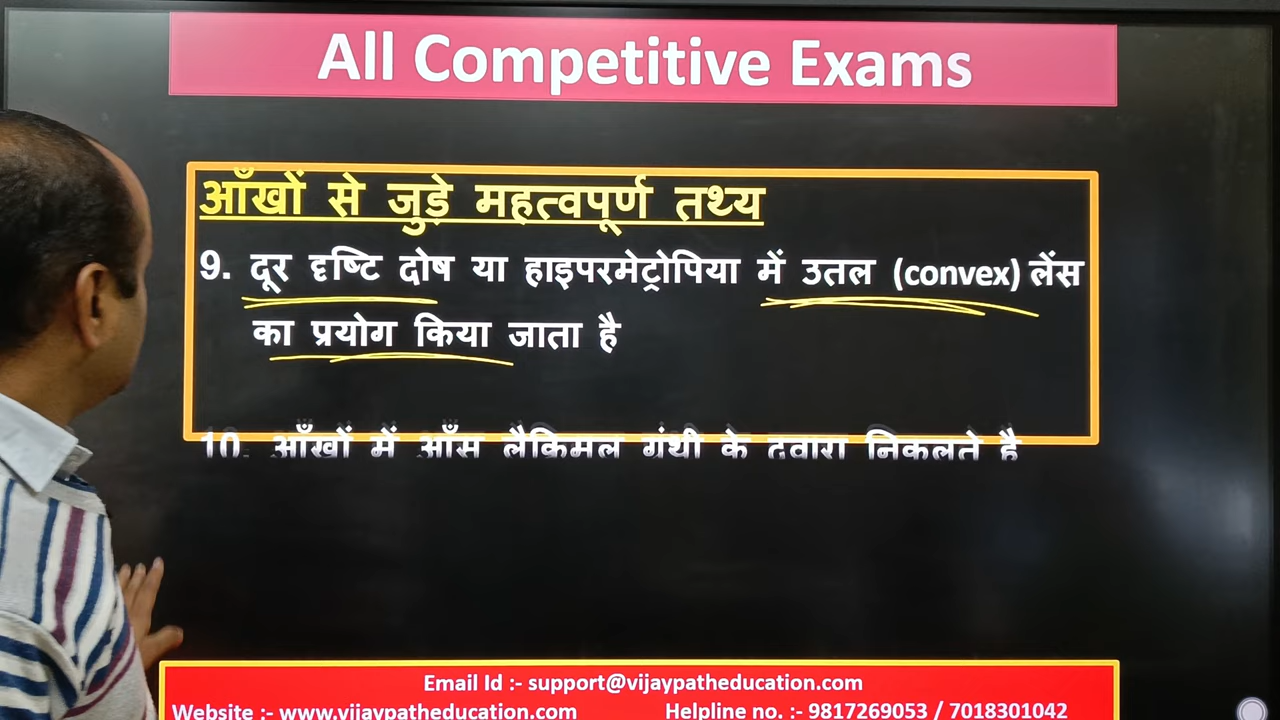 All Competitive Exams
आँखों से जुड़े महत्वपूर्ण तथ्य
9. दूर दृष्टि दोष या हाइपरमेट्रोपिया में उतल (convex) लेंस
का प्रयोग किया जाता है
10. आँखों में आँसू लैक्रिमल ग्रंथी के द्वारा निकलते है
Email Id :- support@vijaypatheducation.com
Website :- www.vijaypatheducation.com Helpline no. :- 9817269053 / 7018301042